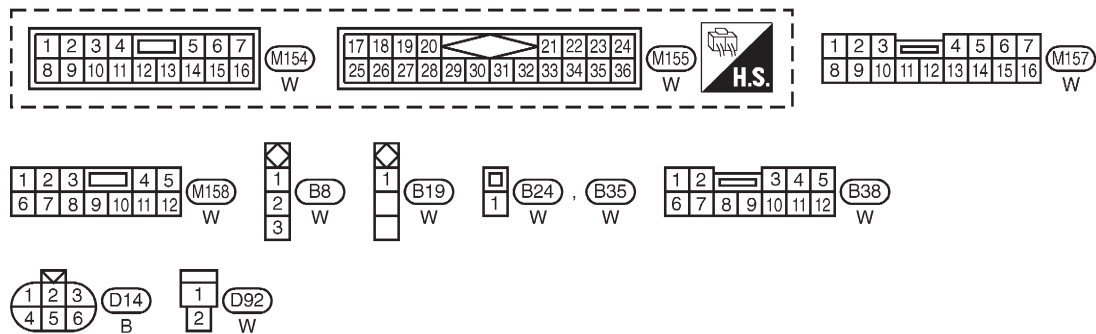 1 2 3 4 5 6 7
8 9 10 11 12 13 14 15 16
M154
W
17 18 19 20 21 22 23 24
25 26 27 28 29 30 31 32 33 34 35 36
M155
W
H.S.
1 2 3 4 5 6 7
8 9 10 11 12 13 14 15 16
M157
W
1 2 3 4 5
6 7 8 9 10 11 12
M158
W
1
2
3
B8
W
1
B19
W
1
B24 , B35
W W
1 2 3 4 5
6 7 8 9 10 11 12
B38
W
1 2 3
4 5 6
D14
B
1
2
D92
W